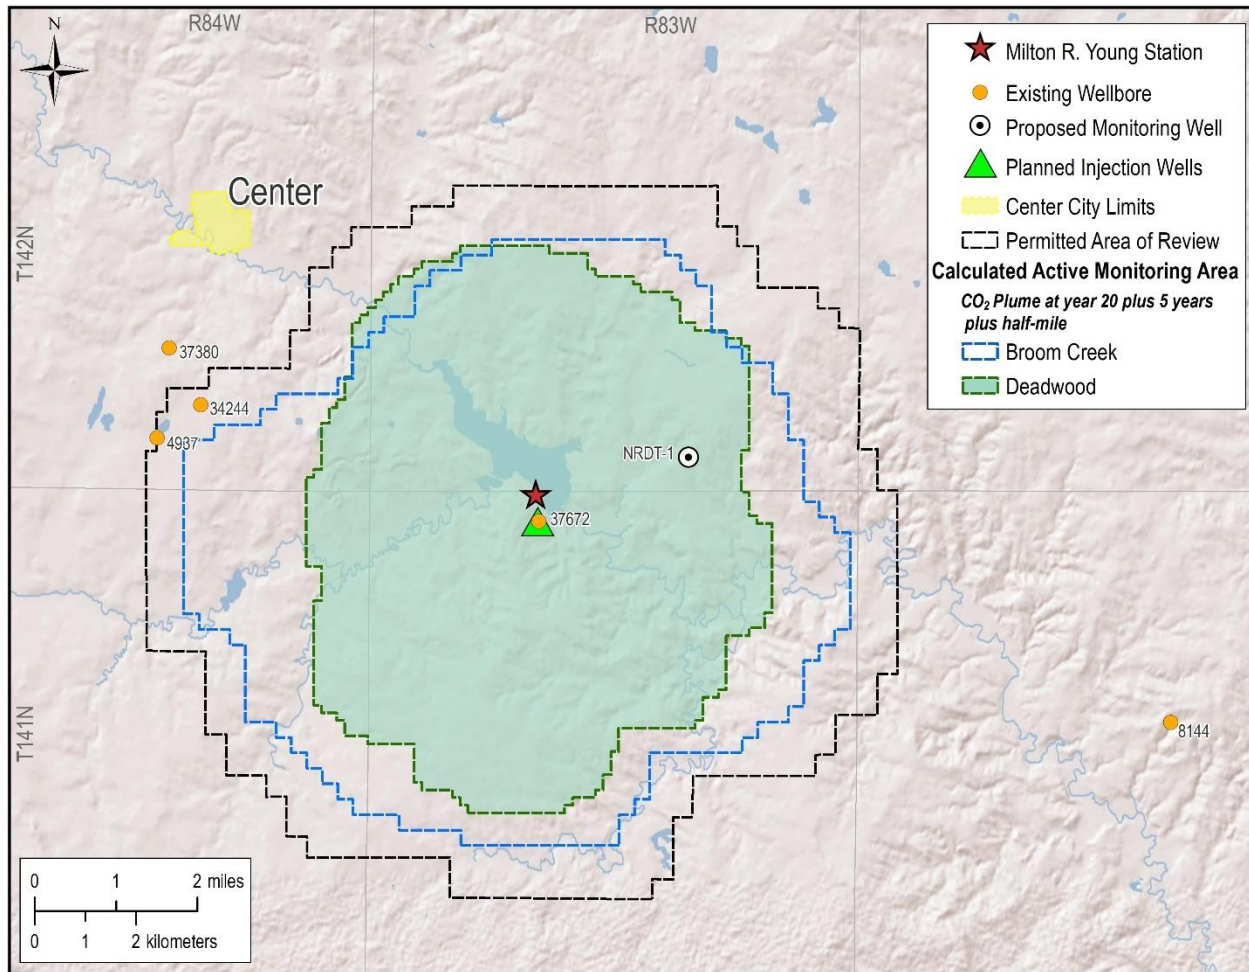 R84W
R83W
N
Center
T142N
T141N
37380
34244
4937
NRDT-1
37672
8144
Milton R. Young Station
Existing Wellbore
Proposed Monitoring Well
Planned Injection Wells
Center City Limits
Permitted Area of Review
Calculated Active Monitoring Area
CO₂ Plume at year 20 plus 5 years
plus half-mile
Broom Creek
Deadwood
0 1 2 miles
0 1 2 kilometers